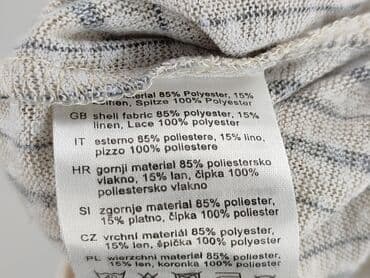 material 85% Polyester, 15%
Leinen, Spitze 100% Polyester
GB shell fabric 85% Polyester, 15%
linen, Lace 100% polyester
IT esterno 85% poliestere, 15% lino,
pizzo 100% poliestere
HR gornji material 85% poliestersko
vlakno, 15% lan, čipka 100%
poliestersko vlakno
SI zgornje material 85% poliester,
15% platno, čipka 100% poliester
CZ vrchní materiál 85% polyester,
15% len, špička 100% polyester
PL wierzchni materiał 85% polyester,
15% len, koronka 100% poliester